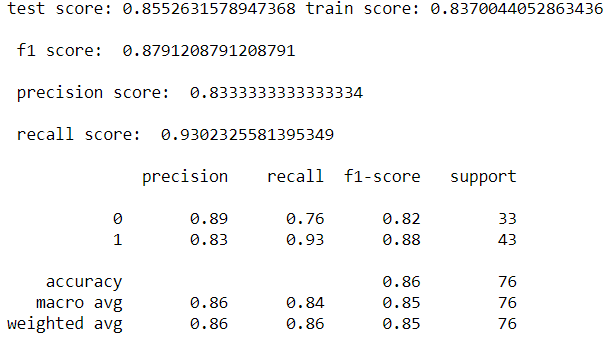 test score: 0.8552631578947368 train score: 0.8370044052863436
f1 score:  0.8791208791208791
precision score:  0.8333333333333334
recall score:  0.9302325581395349
precision    recall  f1-score   support
0       0.89      0.76      0.82        33
1       0.83      0.93      0.88        43
accuracy                           0.86        76
macro avg       0.86      0.84      0.85        76
weighted avg       0.86      0.86      0.85        76